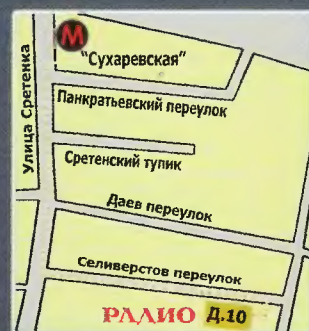 М
"Сухаревская"
Улица Сретенка
Панкратьевский переулок
Сретенский тупик
Даев переулок
Селиверстов переулок
РАДИО Д.10